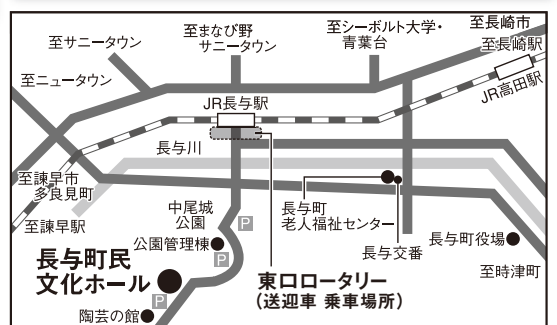 至長崎市
至シーボルト大学・
青葉台
至まなび野
サニータウン
至サニータウン
至長崎駅
至ニュータウン
JR高田駅
JR長与駅
長与川
至諫早市
多良見町
至諫早駅
中尾城
公園
P
長与町
老人福祉センター
公園管理棟
長与町役場
長与交番
P
長与町民
文化ホール
至時津町
東口ロータリー
(送迎車 乗車場所)
P
陶芸の館